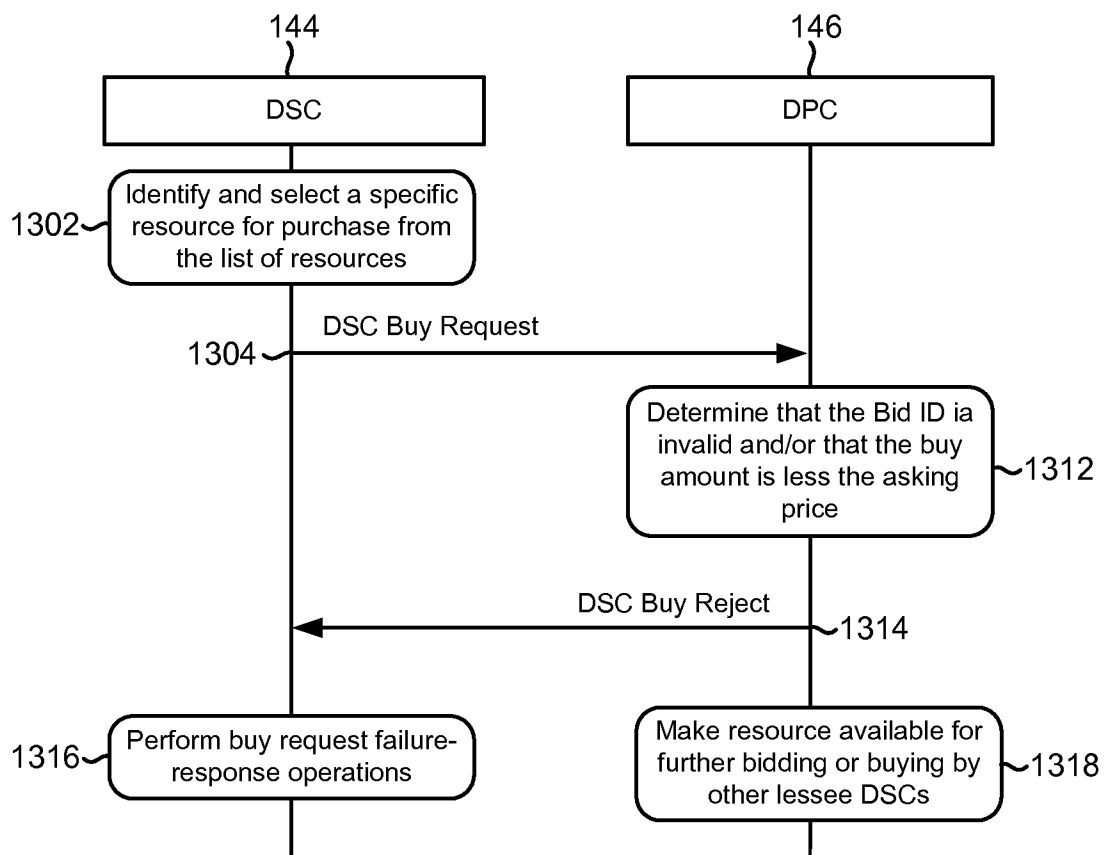 144
146
DSC
DPC
Identify and select a specific
resource for purchase from
the list of resources
1302
DSC Buy Request
1304
Determine that the Bid ID ia
invalid and/or that the buy
amount is less the asking
price
1312
DSC Buy Reject
1314
Perform buy request failure-
response operations
1316
Make resource available for
further bidding or buying by
other lessee DSCs
1318